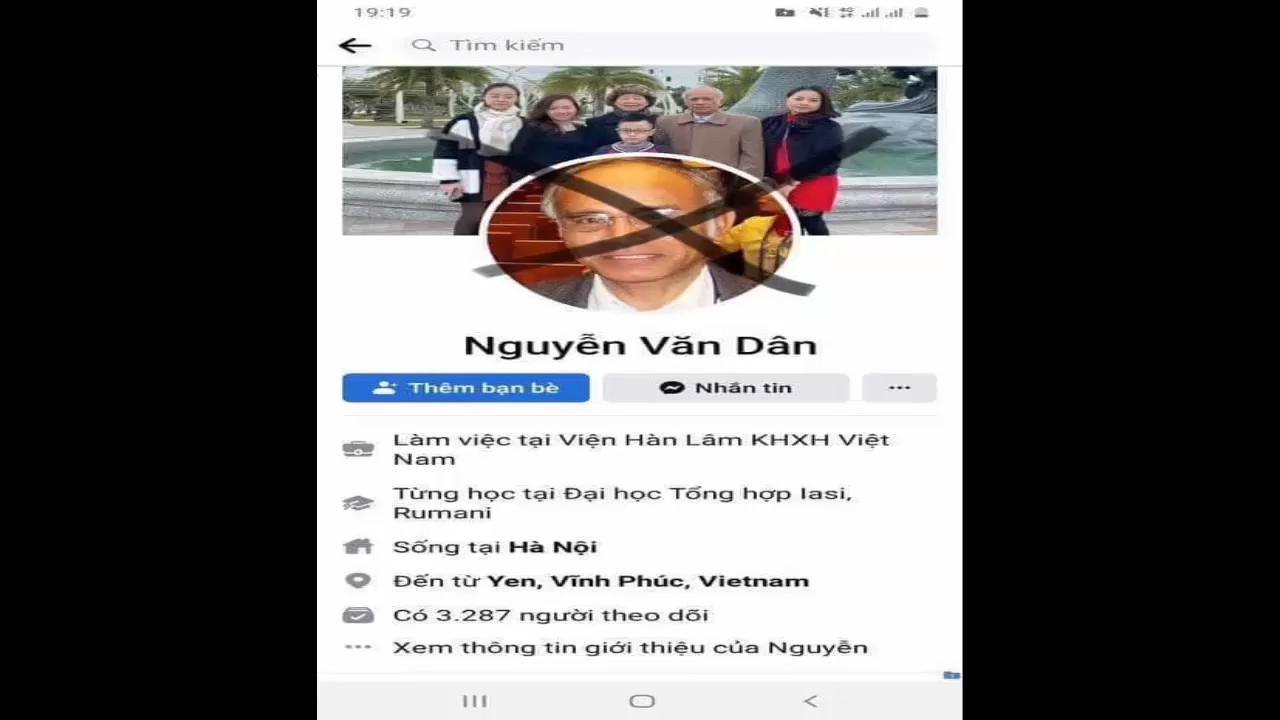 19:19
Tìm kiếm
Nguyễn Văn Dân
Thêm bạn bè
Nhắn tin
Làm việc tại Viện Hàn Lâm KHXH Việt
Nam
Từng học tại Đại học Tổng hợp Iasi,
Rumani
Sống tại Hà Nội
Đến từ Yen, Vĩnh Phúc, Vietnam
Có 3.287 người theo dõi
Xem thông tin giới thiệu của Nguyễn